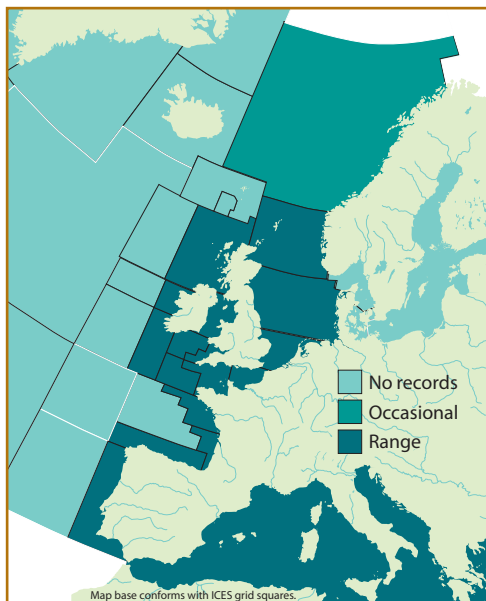 No records
Occasional
Range
Map base conforms with ICES grid squares.